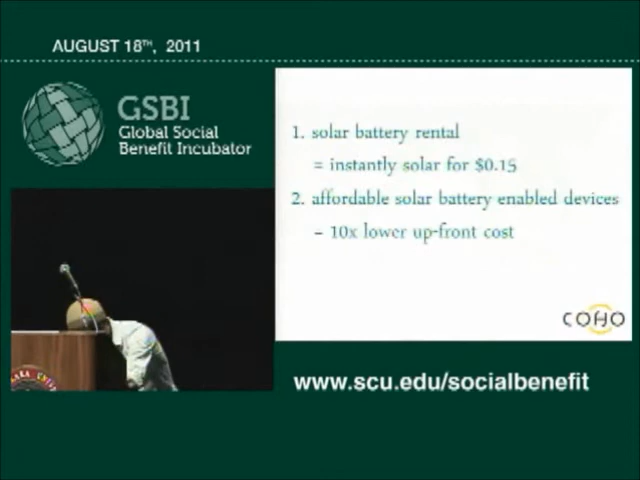 AUGUST 18TH, 2011
GSBI
Global Social
Benefit Incubator
1. solar battery rental
= instantly solar for $0.15
2. affordable solar battery enabled devices
– 10x lower up-front cost
COHO
www.scu.edu/socialbenefit